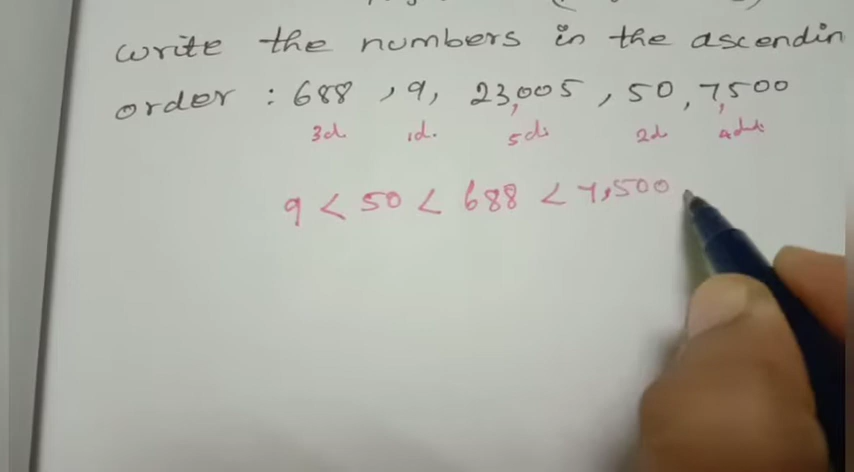 write the numbers in the ascendin
order : 688 , 9, 23,005 , 50, 7,500
3d. 1d. 5ds 2d
9 < 50 < 688 < 7,500